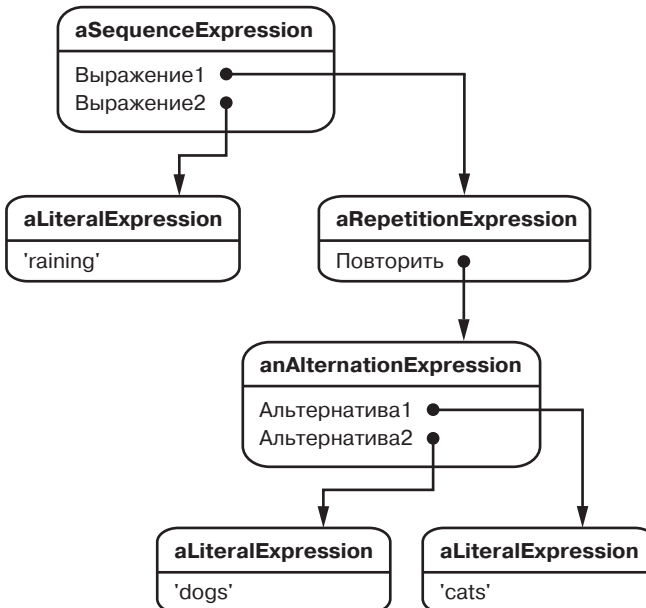 aSequenceExpression
Выражение1
Выражение2
aLiteralExpression
'raining'
aRepetitionExpression
Повторить
anAlternationExpression
Альтернатива1
Альтернатива2
aLiteralExpression
'dogs'
aLiteralExpression
'cats'